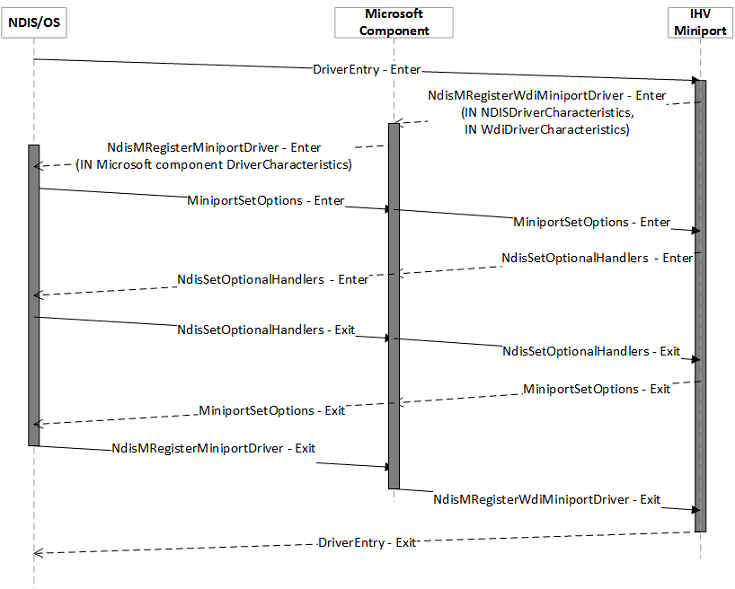 NDIS/OS
Microsoft
Component
IHV
Miniport
DriverEntry - Enter
NdisMRegisterWdiMiniportDriver - Enter
(IN NDISDriverCharacteristics,
IN WdiDriverCharacteristics)
NdisMRegisterMiniportDriver - Enter
(IN Microsoft component DriverCharacteristics)
MiniportSetOptions - Enter
MiniportSetOptions - Enter
NdisSetOptionalHandlers - Enter
NdisSetOptionalHandlers - Enter
NdisSetOptionalHandlers - Exit
NdisSetOptionalHandlers - Exit
MiniportSetOptions - Exit
MiniportSetOptions - Exit
NdisMRegisterMiniportDriver - Exit
NdisMRegisterWdiMiniportDriver - Exit
DriverEntry - Exit